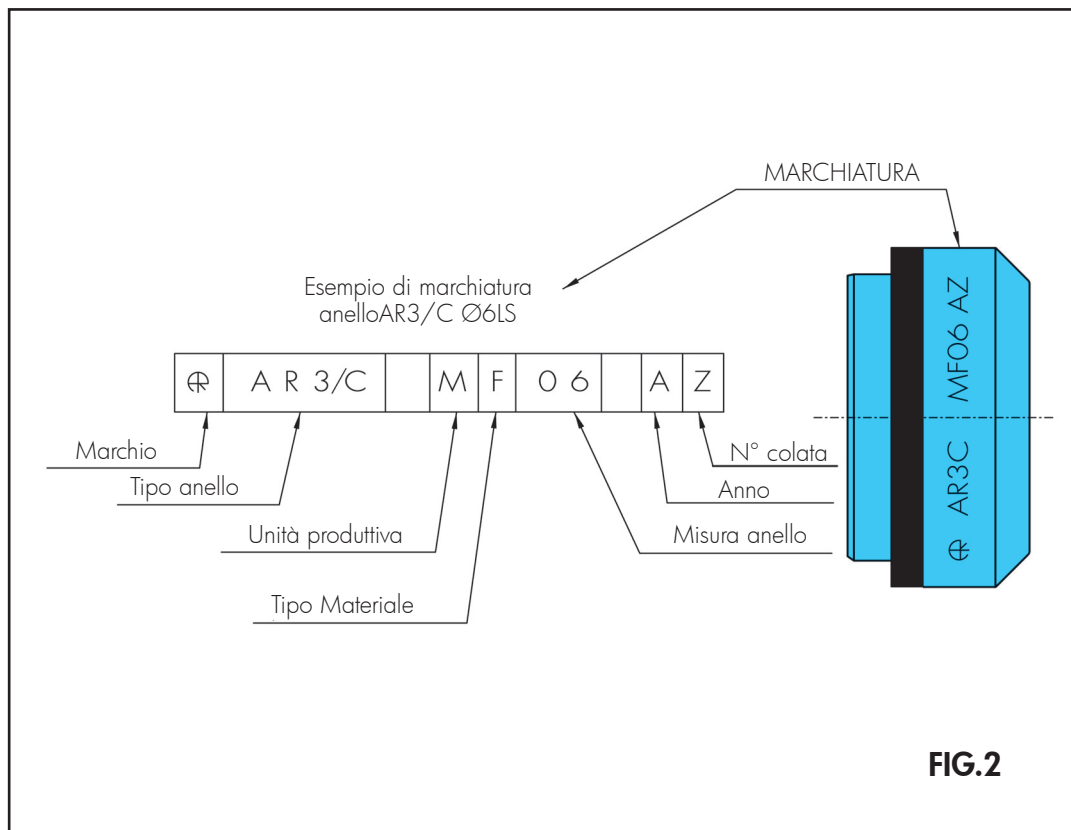 MARCHIATURA
Esempio di marchiatura
anelloAR3/C Ø6LS
A R 3/C M F 0 6 A Z
Marchio
Tipo anello
Unità produttiva
Tipo Materiale
N° colata
Anno
Misura anello
AR3C MF06 AZ
FIG.2